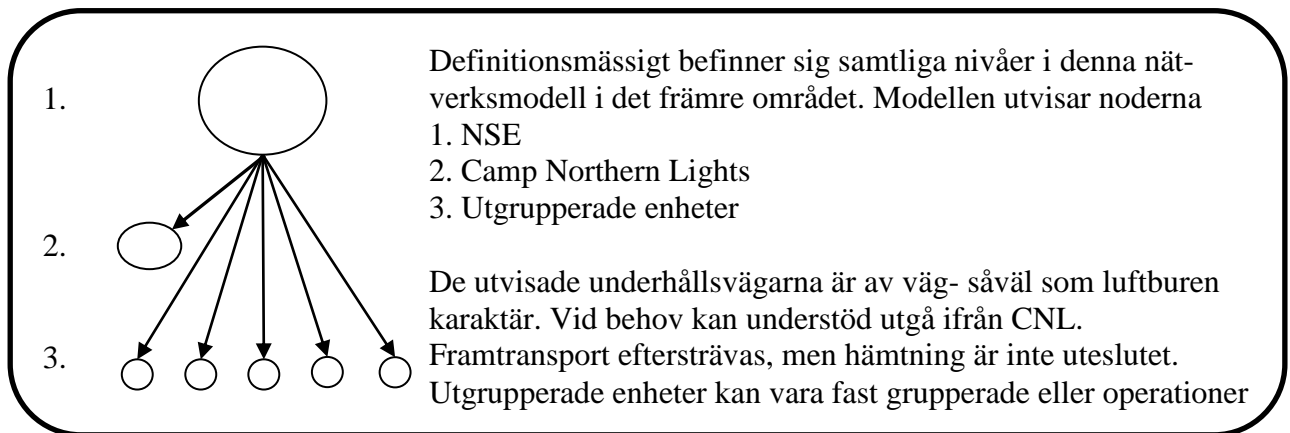 Definitionsmässigt befinner sig samtliga nivåer i denna nät-
1. verksmodell i det främre området. Modellen utvisar noderna
1. NSE
2. Camp Northern Lights
3. Utgrupperade enheter
2.
De utvisade underhållsvägarna är av väg- såväl som luftburen
karaktär. Vid behov kan understöd utgå ifrån CNL.
3. Framtransport eftersträvas, men hämtning är inte uteslutet.
Utgrupperade enheter kan vara fast grupperade eller operationer